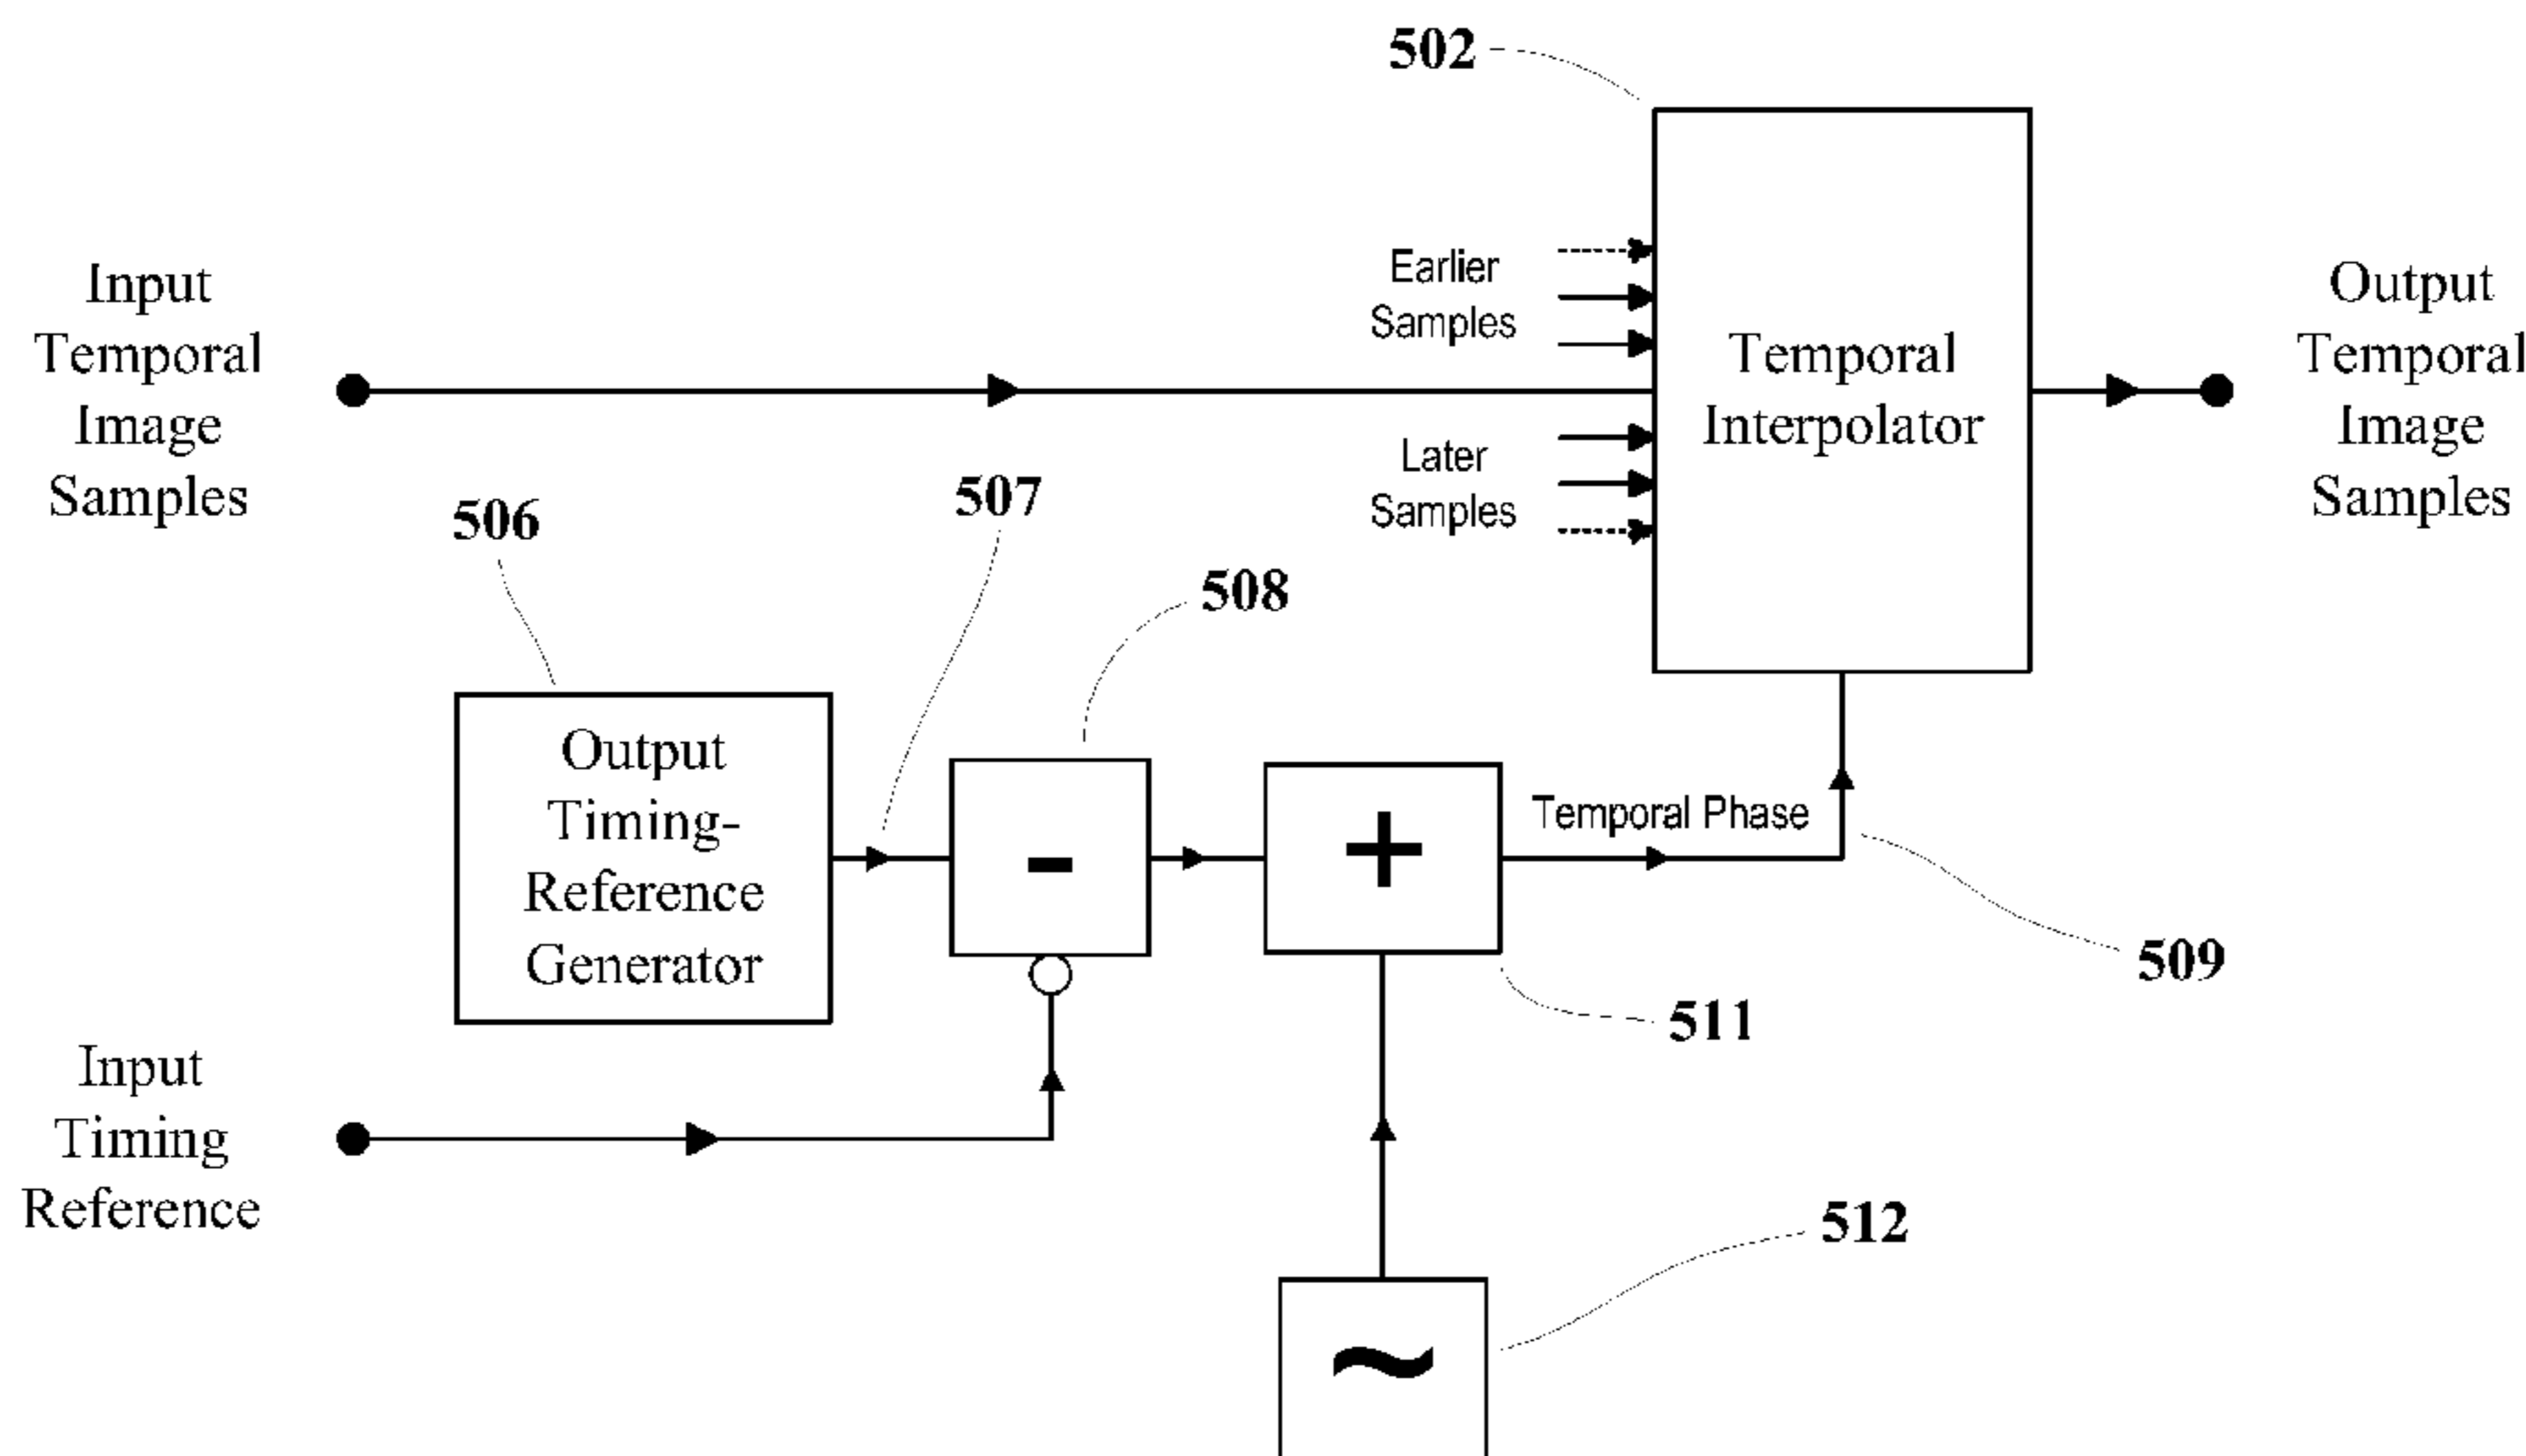 502
Input
Temporal
Image
Samples
Earlier
Samples
Later
Samples
Temporal
Interpolator
Output
Temporal
Image
Samples
506
507
508
Output
Timing-
Reference
Generator
-
+
Temporal Phase
509
511
Input
Timing
Reference
512
~